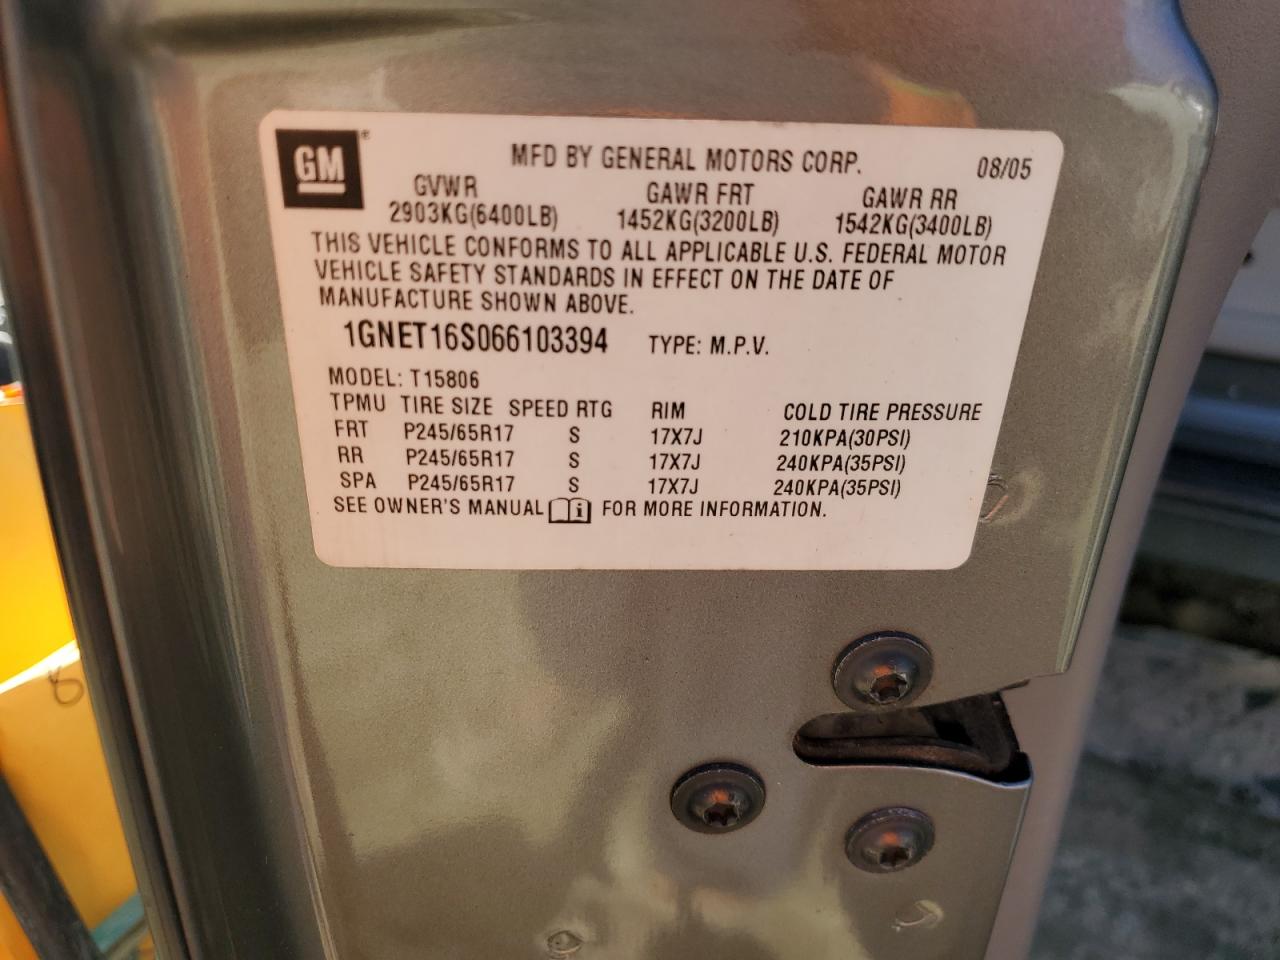 GM®
MFD BY GENERAL MOTORS CORP. 08/05
GVWR GAWR FRT GAWR RR
2903KG(6400LB) 1452KG(3200LB) 1542KG(3400LB)
THIS VEHICLE CONFORMS TO ALL APPLICABLE U.S. FEDERAL MOTOR
VEHICLE SAFETY STANDARDS IN EFFECT ON THE DATE OF
MANUFACTURE SHOWN ABOVE.
1GNET16S066103394 TYPE: M.P.V.
MODEL: T15806
TPMU TIRE SIZE SPEED RTG RIM COLD TIRE PRESSURE
FRT P245/65R17 S 17X7J 210KPA(30PSI)
RR P245/65R17 S 17X7J 240KPA(35PSI)
SPA P245/65R17 S 17X7J 240KPA(35PSI)
SEE OWNER'S MANUAL i FOR MORE INFORMATION.
8